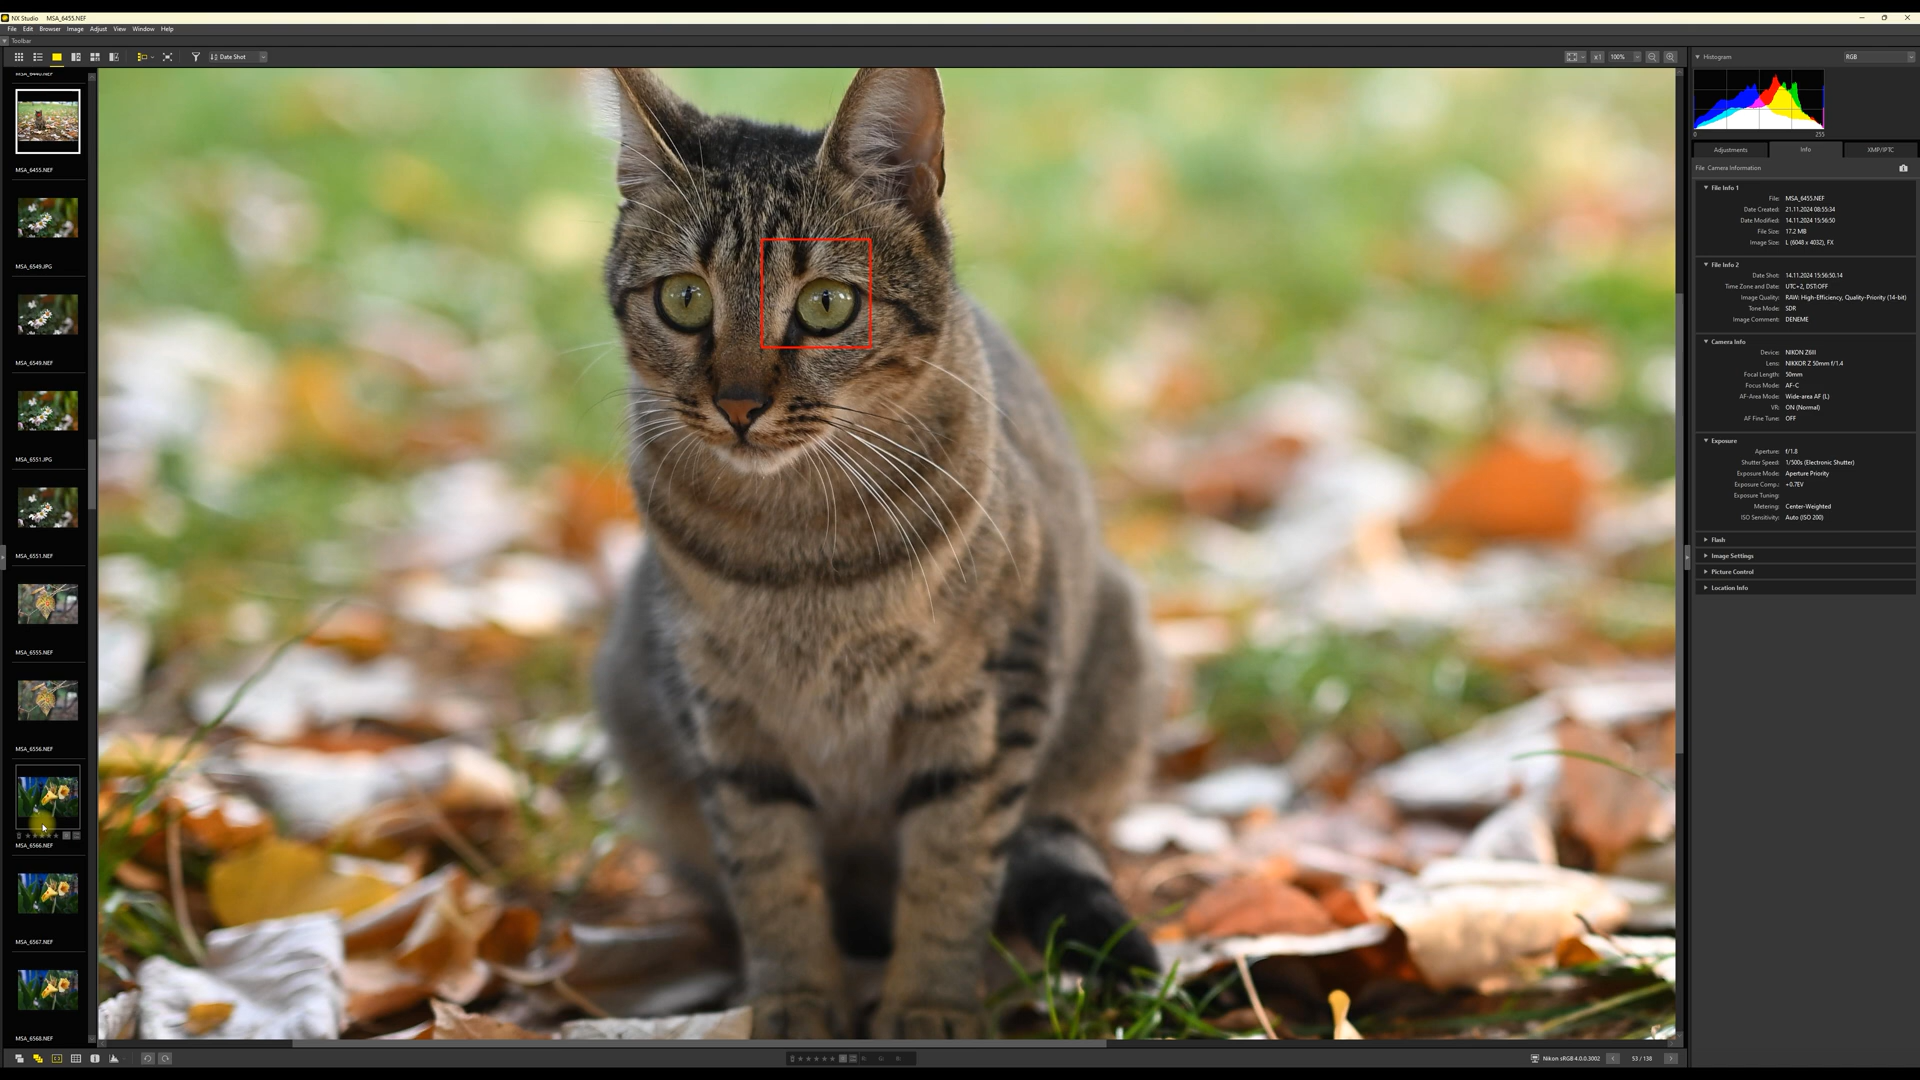 NX Studio MSA_6455.NEF
File Edit Browser Image Adjust View Window Help
Toolbar
Date Shot
x1 100%
Histogram RGB
0 255
Adjustments Info XMP/IPTC
File Camera Information
File Info 1
File: MSA_6455.NEF
Date Created: 21.11.2024 08:55:34
Date Modified: 14.11.2024 15:56:50
File Size: 17.2 MB
Image Size: L (6048 x 4032), FX
File Info 2
Date Shot: 14.11.2024 15:56:50.14
Time Zone and Date: UTC+2, DST:OFF
Image Quality: RAW: High-Efficiency, Quality-Priority (14-bit)
Tone Mode: SDR
Image Comment: DENEME
Camera Info
Device: NIKON Z6III
Lens: NIKKOR Z 50mm f/1.4
Focal Length: 50mm
Focus Mode: AF-C
AF-Area Mode: Wide-area AF (L)
VR: ON (Normal)
AF Fine Tune: OFF
Exposure
Aperture: f/1.8
Shutter Speed: 1/500s (Electronic Shutter)
Exposure Mode: Aperture Priority
Exposure Comp.: +0.7EV
Exposure Tuning:
Metering: Center-Weighted
ISO Sensitivity: Auto (ISO 200)
Flash
Image Settings
Picture Control
Location Info
MSA_6455.NEF
MSA_6549.JPG
MSA_6549.NEF
MSA_6551.JPG
MSA_6551.NEF
MSA_6555.NEF
MSA_6556.NEF
MSA_6566.NEF
MSA_6567.NEF
MSA_6568.NEF
R: G: B:
Nikon sRGB 4.0.0.3002 53 / 138